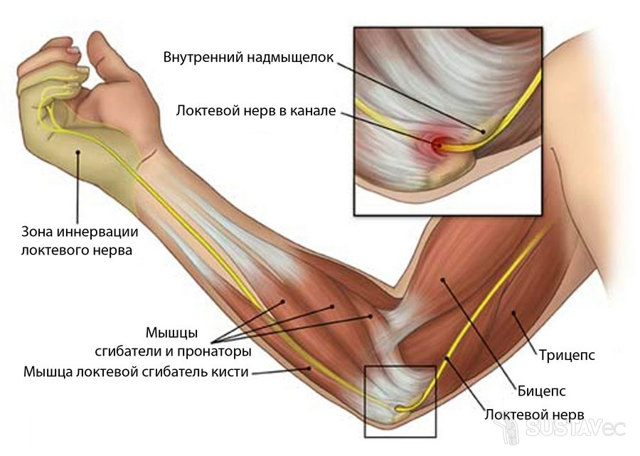 Внутренний надмыщелок
Локтевой нерв в канале
Зона иннервации
локтевого нерва
Мышцы
сгибатели и пронаторы
Мышца локтевой сгибатель кисти
Трицепс
Бицепс
Локтевой нерв
SUSTAVec